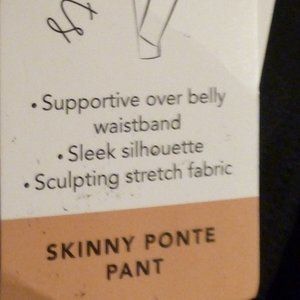 • Supportive over belly
waistband
• Sleek silhouette
• Sculpting stretch fabric
SKINNY PONTE
PANT